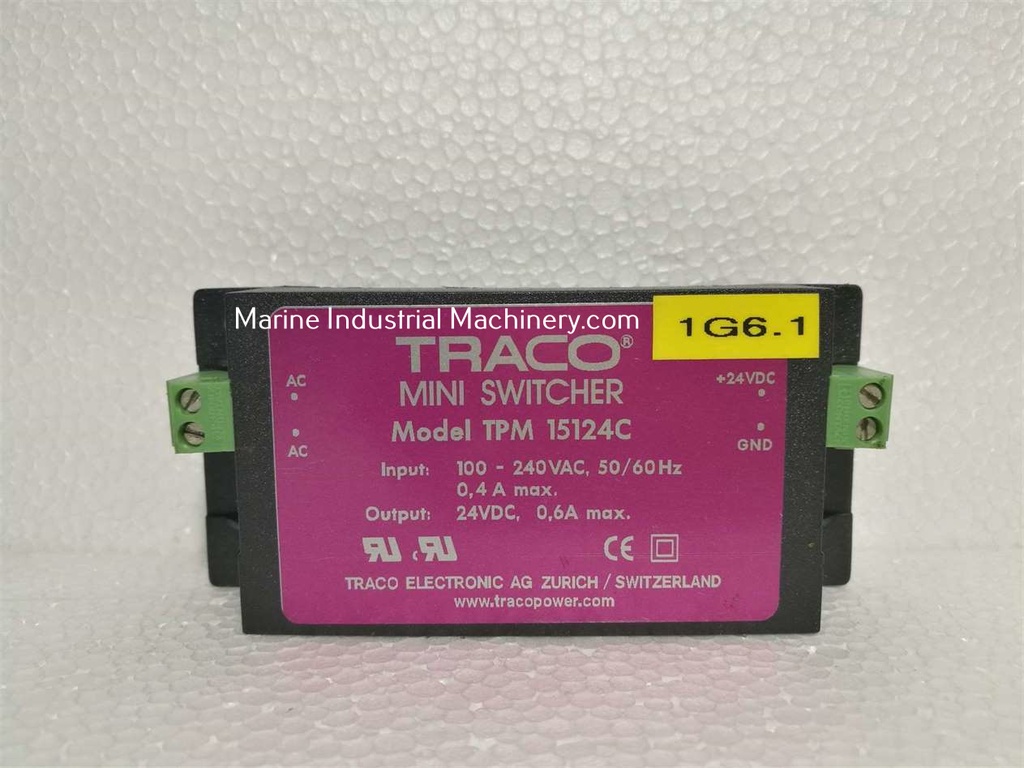 Marine Industrial Machinery.com
1G6.1
TRACO®
MINI SWITCHER
Model TPM 15124C
AC
AC
+24VDC
GND
Input: 100 - 240VAC, 50/60Hz
0,4 A max.
Output: 24VDC, 0,6A max.
CE
TRACO ELECTRONIC AG ZURICH / SWITZERLAND
www.tracopower.com